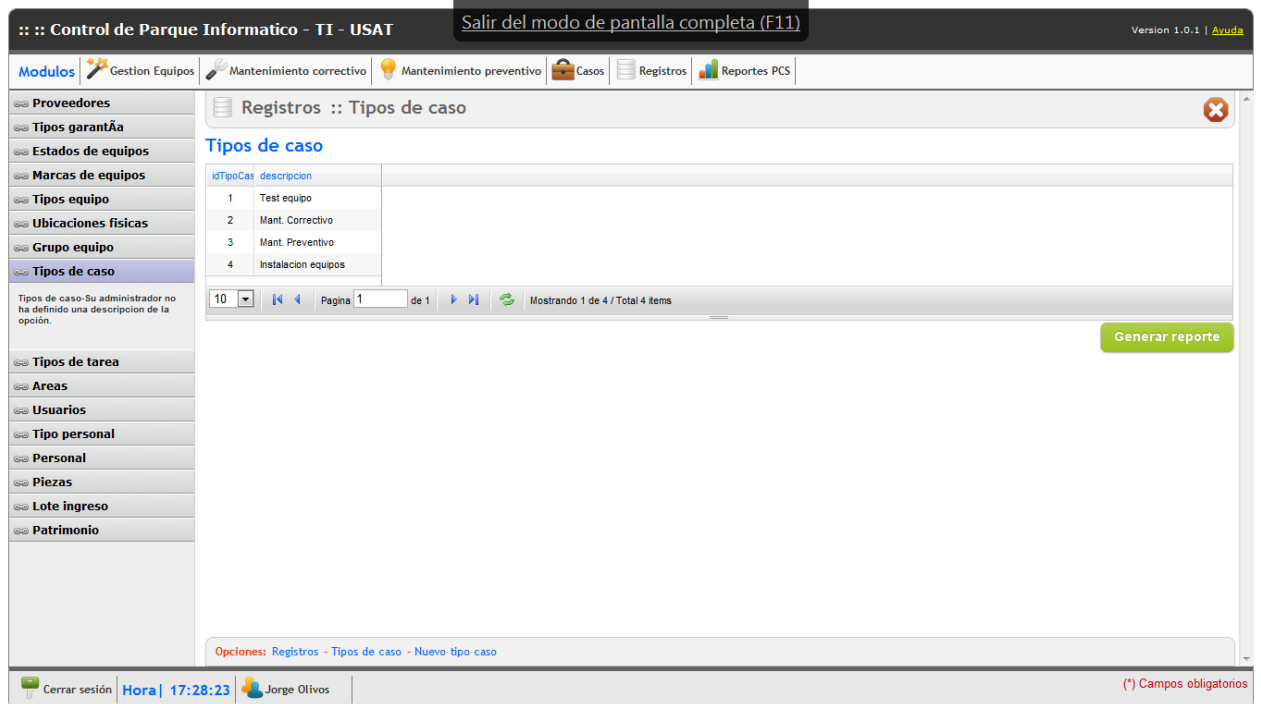 Salir del modo de pantalla completa (F11)
:: :: Control de Parque Informatico - TI - USAT
Version 1.0.1 | Ayuda
Modulos Gestion Equipos Mantenimiento correctivo Mantenimiento preventivo Casos Registros Reportes PCS
Proveedores
Tipos garantÃa
Estados de equipos
Marcas de equipos
Tipos equipo
Ubicaciones fisicas
Grupo equipo
Tipos de caso
Tipos de caso-Su administrador no
ha definido una descripcion de la
opción.
Tipos de tarea
Areas
Usuarios
Tipo personal
Personal
Piezas
Lote ingreso
Patrimonio
Registros :: Tipos de caso
Tipos de caso
idTipoCas descripcion
1 Test equipo
2 Mant. Correctivo
3 Mant. Preventivo
4 Instalacion equipos
10 Pagina 1 de 1 Mostrando 1 de 4 / Total 4 items
Generar reporte
Opciones: Registros - Tipos de caso - Nuevo tipo caso
Cerrar sesión Hora| 17:28:23 Jorge Olivos
(*) Campos obligatorios